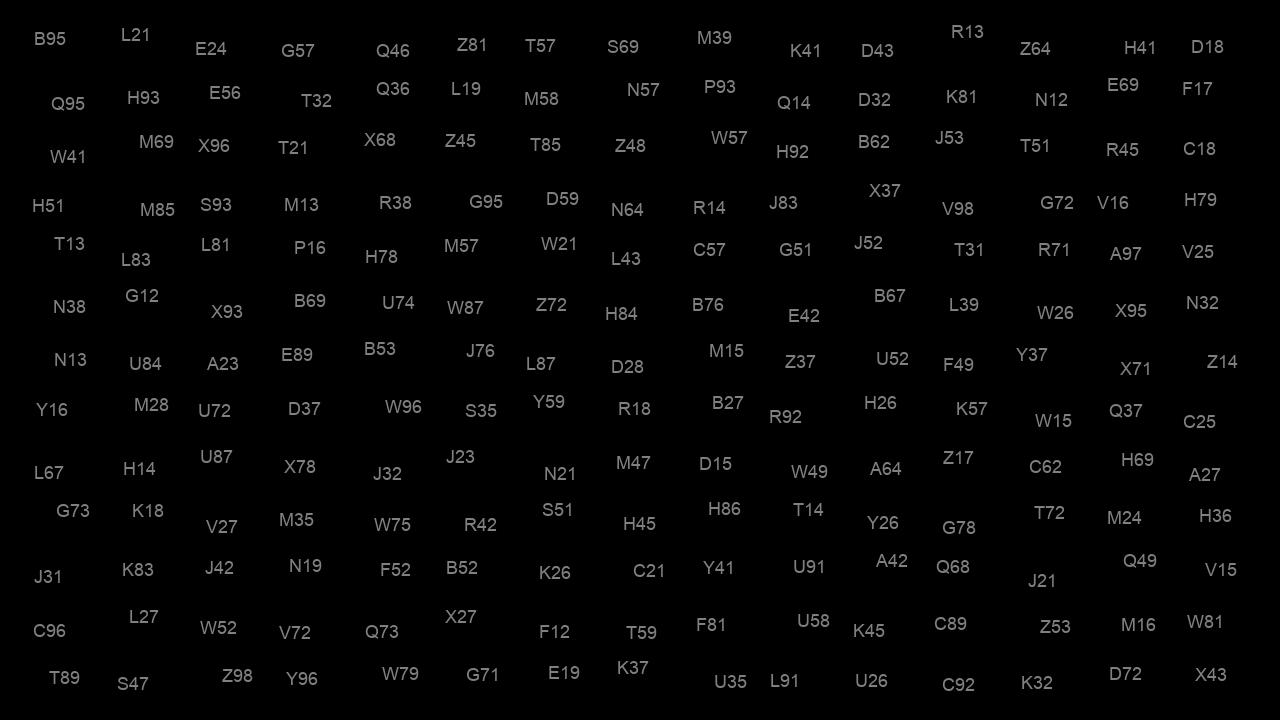 B95 L21 E24 G57 Q46 Z81 T57 S69 M39 K41 D43 R13 Z64 H41 D18
Q95 H93 E56 T32 Q36 L19 M58 N57 P93 Q14 D32 K81 N12 E69 F17
W41 M69 X96 T21 X68 Z45 T85 Z48 W57 H92 B62 J53 T51 R45 C18
H51 M85 S93 M13 R38 G95 D59 N64 R14 J83 X37 V98 G72 V16 H79
T13 L83 L81 P16 H78 M57 W21 L43 C57 G51 J52 T31 R71 A97 V25
N38 G12 X93 B69 U74 W87 Z72 H84 B76 E42 B67 L39 W26 X95 N32
N13 U84 A23 E89 B53 J76 L87 D28 M15 Z37 U52 F49 Y37 X71 Z14
Y16 M28 U72 D37 W96 S35 Y59 R18 B27 R92 H26 K57 W15 Q37 C25
L67 H14 U87 X78 J32 J23 N21 M47 D15 W49 A64 Z17 C62 H69 A27
G73 K18 V27 M35 W75 R42 S51 H45 H86 T14 Y26 G78 T72 M24 H36
J31 K83 J42 N19 F52 B52 K26 C21 Y41 U91 A42 Q68 J21 Q49 V15
C96 L27 W52 V72 Q73 X27 F12 T59 F81 U58 K45 C89 Z53 M16 W81
T89 S47 Z98 Y96 W79 G71 E19 K37 U35 L91 U26 C92 K32 D72 X43